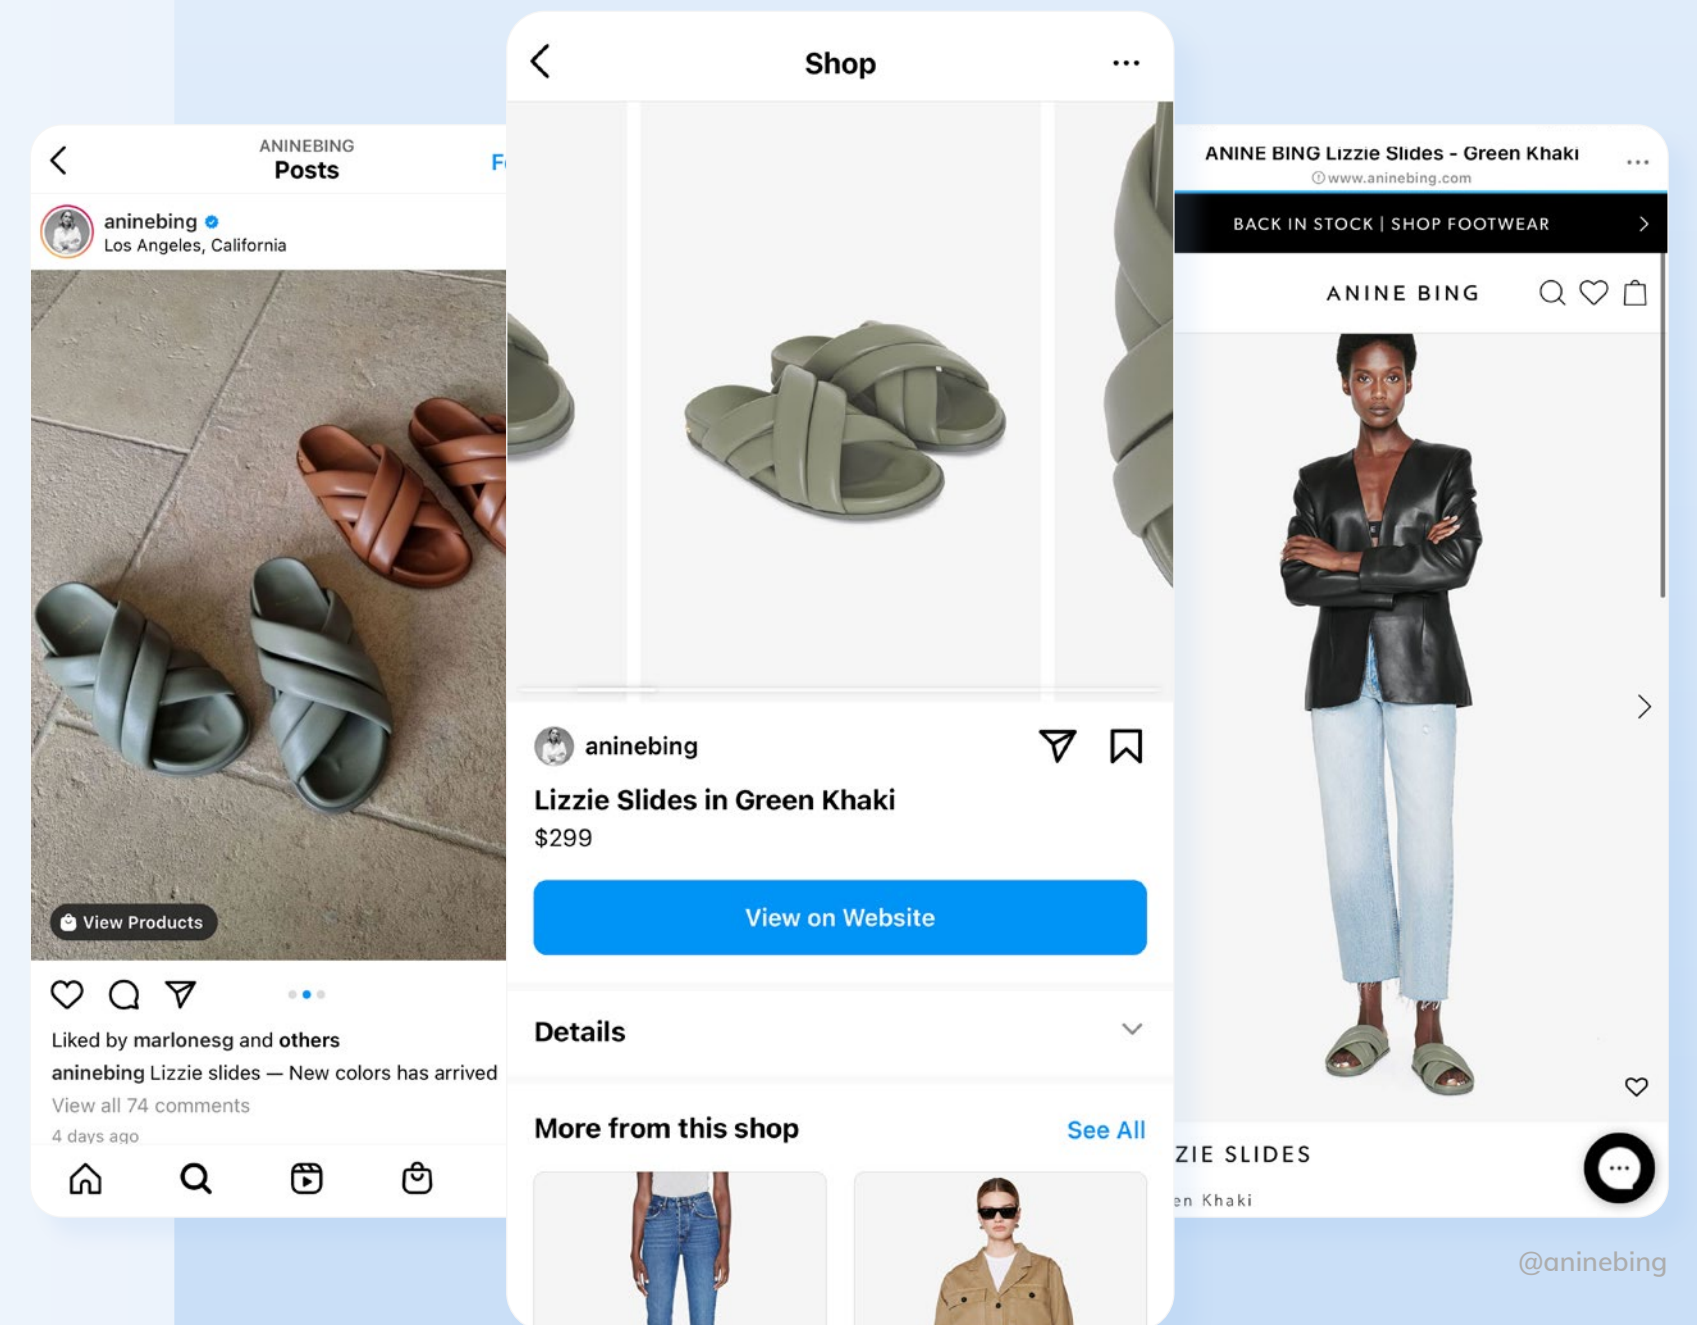 ANINEBING
Posts
aninebing
Los Angeles, California
View Products
Liked by marlonesg and others
aninebing Lizzie slides — New colors has arrived
View all 74 comments
4 days ago
Shop
aninebing
Lizzie Slides in Green Khaki
$299
View on Website
Details
More from this shop
See All
ANINE BING Lizzie Slides - Green Khaki
www.aninebing.com
BACK IN STOCK | SHOP FOOTWEAR
ANINE BING
ZIE SLIDES
en Khaki
@aninebing